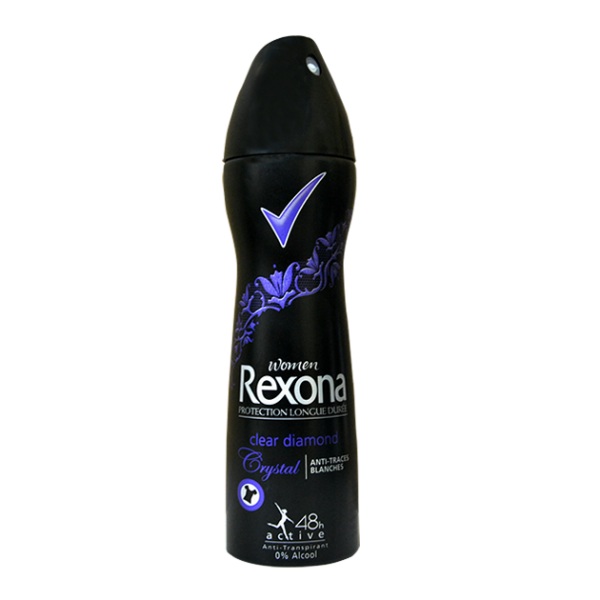 women
Rexona
PROTECTION LONGUE DURÉE
clear diamond
Crystal
ANTI-TRACES
BLANCHES
48h
active
Anti-Transpirant
0% Alcool